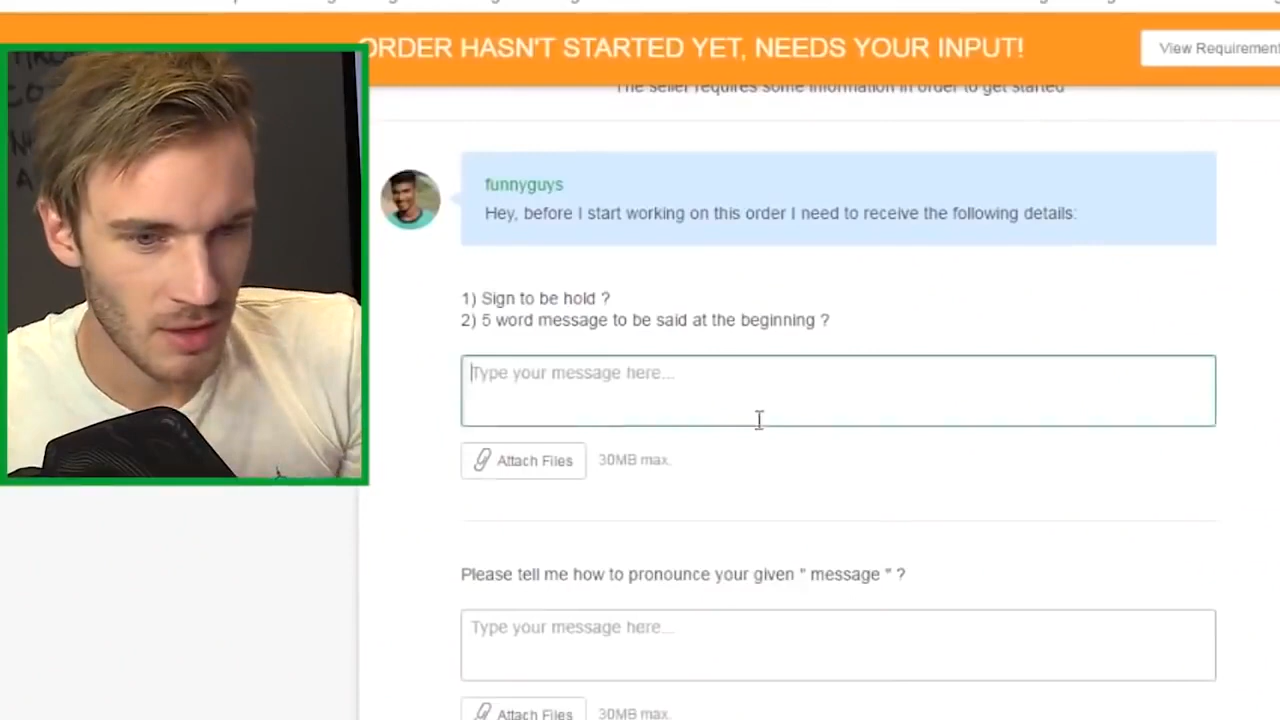 ORDER HASN'T STARTED YET, NEEDS YOUR INPUT!
View Requirement
The seller requires some information in order to get started
funnyguys
Hey, before I start working on this order I need to receive the following details:
1) Sign to be hold ?
2) 5 word message to be said at the beginning ?
Type your message here...
Attach Files
30MB max.
Please tell me how to pronounce your given " message " ?
Type your message here...
Attach Files
30MB max.